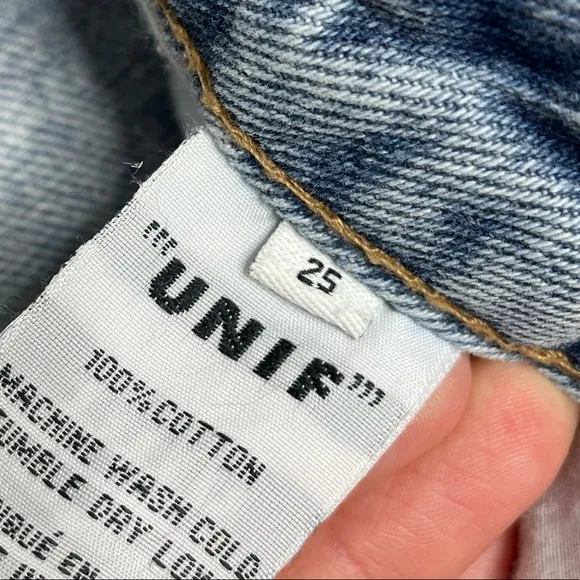 25
"'UNIF"'
100% COTTON
MACHINE WASH COLD
TUMBLE DRY LOW